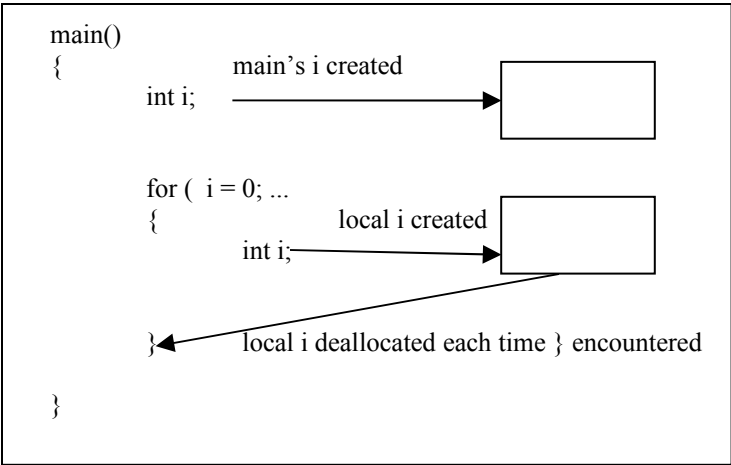 main()
{ main’s i created
int i;
for ( i = 0; ...
{ local i created
int i;
} local i deallocated each time } encountered
}